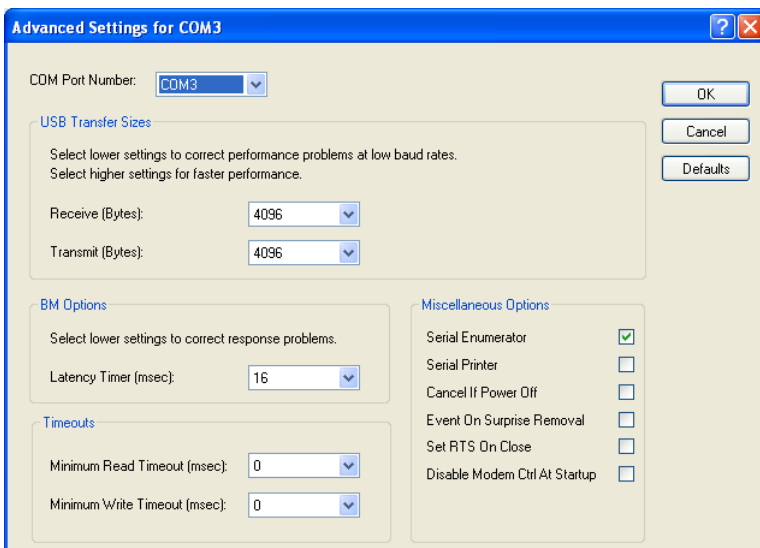 Advanced Settings for COM3
COM Port Number: COM3
OK
Cancel
Defaults
USB Transfer Sizes
Select lower settings to correct performance problems at low baud rates.
Select higher settings for faster performance.
Receive (Bytes): 4096
Transmit (Bytes): 4096
BM Options
Select lower settings to correct response problems.
Latency Timer (msec): 16
Timeouts
Minimum Read Timeout (msec): 0
Minimum Write Timeout (msec): 0
Miscellaneous Options
Serial Enumerator
Serial Printer
Cancel If Power Off
Event On Surprise Removal
Set RTS On Close
Disable Modem Ctrl At Startup